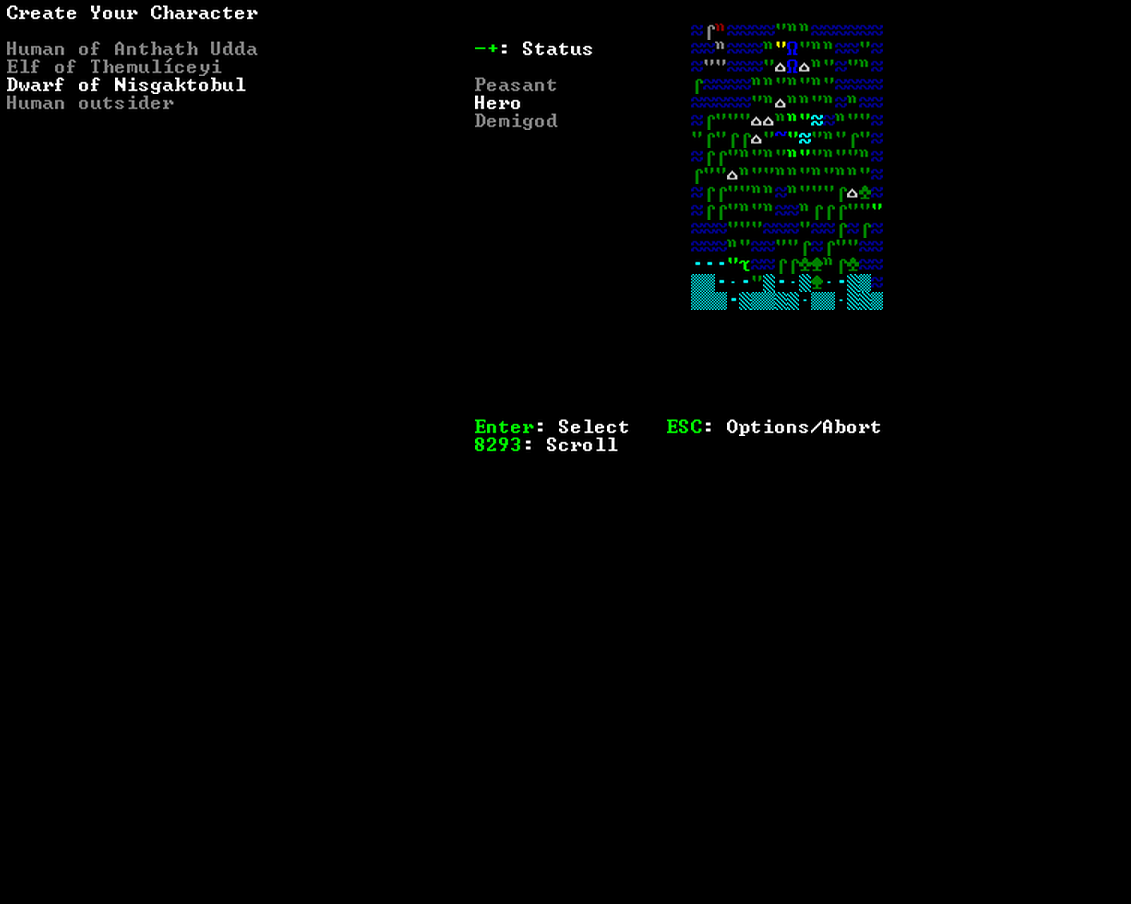 Create Your Character
Human of Anthath Udda
Elf of Themulíceyi
Dwarf of Nisgaktobul
Human outsider
-+: Status
Peasant
Hero
Demigod
Enter: Select   ESC: Options/Abort
8293: Scroll